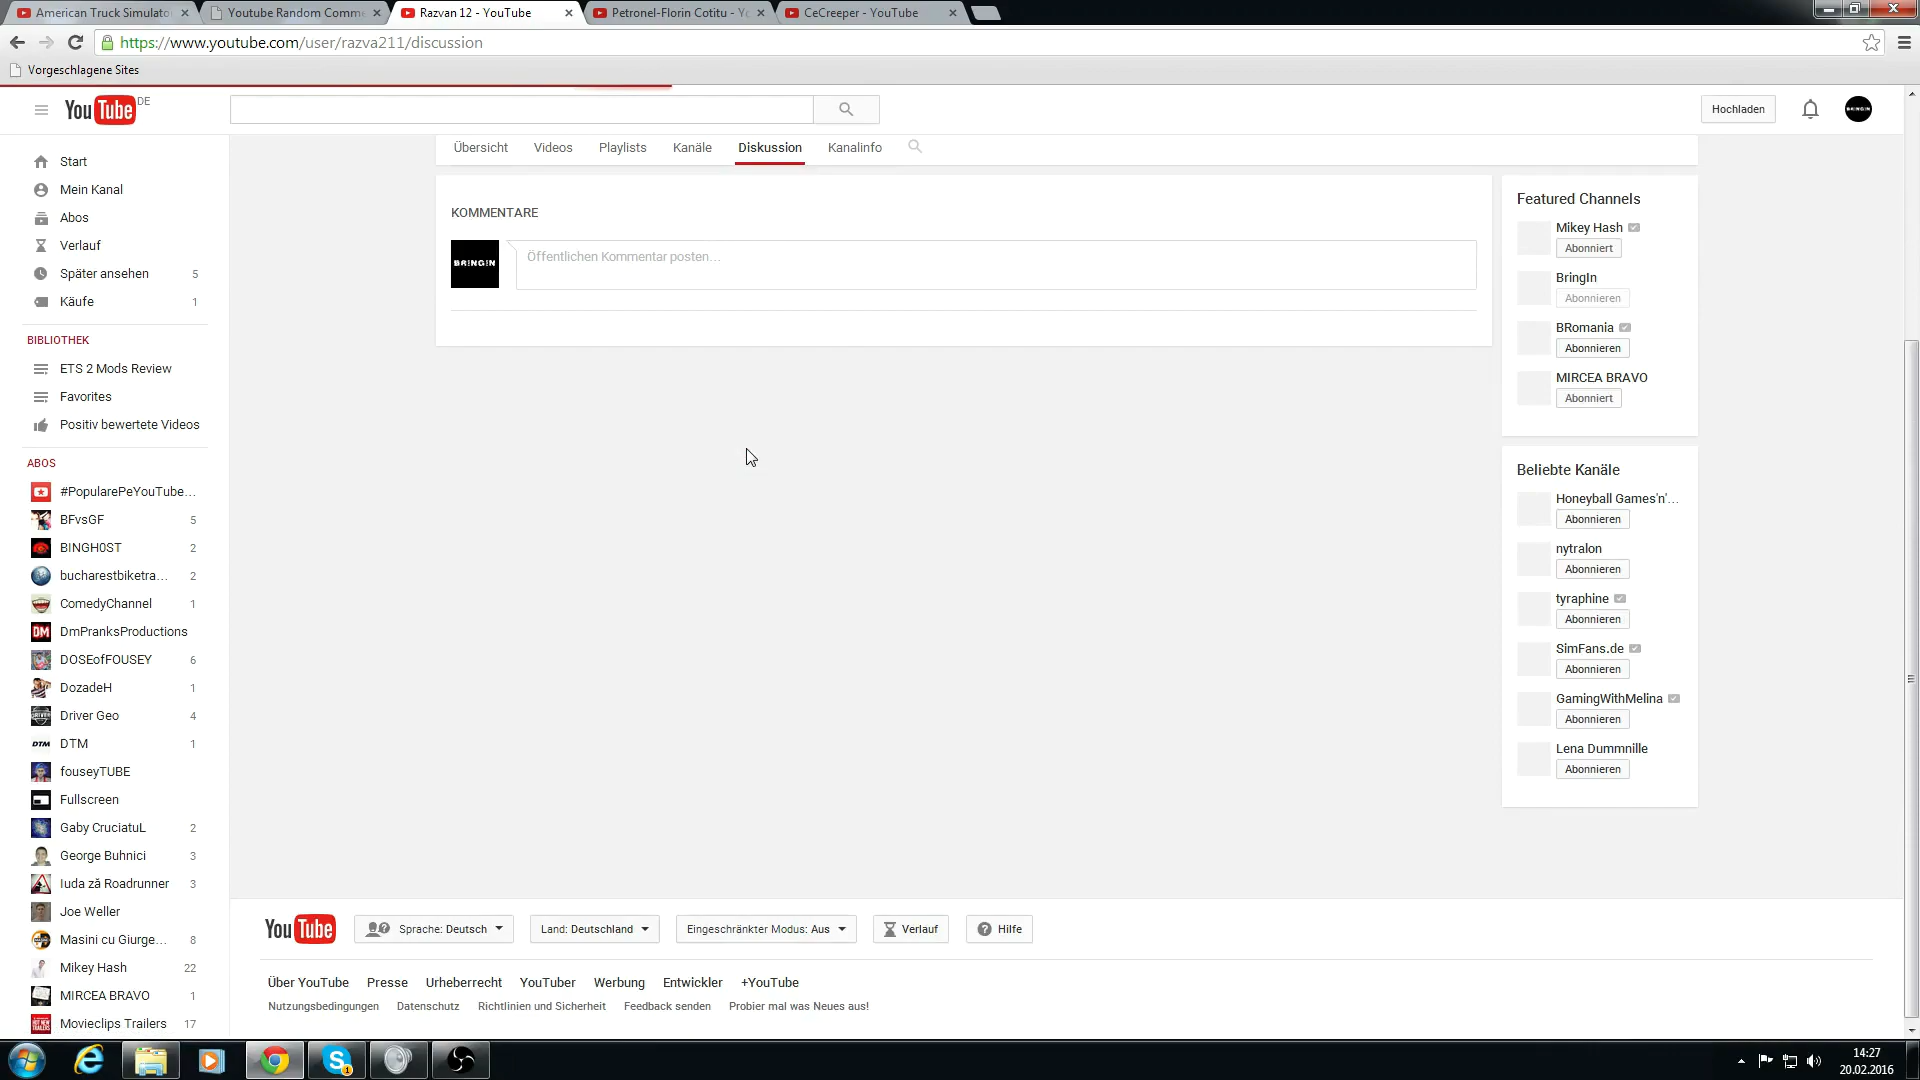 American Truck Simulato
Youtube Random Comme
Razvan 12 - YouTube
Petronel-Florin Cotitu - Yo
CeCreeper - YouTube
https://www.youtube.com/user/razva211/discussion
Vorgeschlagene Sites
YouTube DE
Hochladen
BRINGIN
Start
Mein Kanal
Abos
Verlauf
Später ansehen 5
Käufe 1
BIBLIOTHEK
ETS 2 Mods Review
Favorites
Positiv bewertete Videos
ABOS
#PopularePeYouTube...
BFvsGF 5
BINGH0ST 2
bucharestbiketra... 2
ComedyChannel 1
DM DmPranksProductions
DOSEofFOUSEY 6
DozadeH 1
Driver Geo 4
DTM DTM 1
fouseyTUBE
Fullscreen
Gaby CruciatuL 2
George Buhnici 3
Iuda ză Roadrunner 3
Joe Weller
Masini cu Giurge... 8
Mikey Hash 22
MIRCEA BRAVO 1
Movieclips Trailers 17
Übersicht Videos Playlists Kanäle Diskussion Kanalinfo
KOMMENTARE
BRINGIN
Öffentlichen Kommentar posten...
Featured Channels
Mikey Hash
Abonniert
BringIn
Abonnieren
BRomania
Abonnieren
MIRCEA BRAVO
Abonniert
Beliebte Kanäle
Honeyball Games'n'...
Abonnieren
nytralon
Abonnieren
tyraphine
Abonnieren
SimFans.de
Abonnieren
GamingWithMelina
Abonnieren
Lena Dummnille
Abonnieren
YouTube Sprache: Deutsch Land: Deutschland Eingeschränkter Modus: Aus Verlauf Hilfe
Über YouTube Presse Urheberrecht YouTuber Werbung Entwickler +YouTube
Nutzungsbedingungen Datenschutz Richtlinien und Sicherheit Feedback senden Probier mal was Neues aus!
14:27
20.02.2016